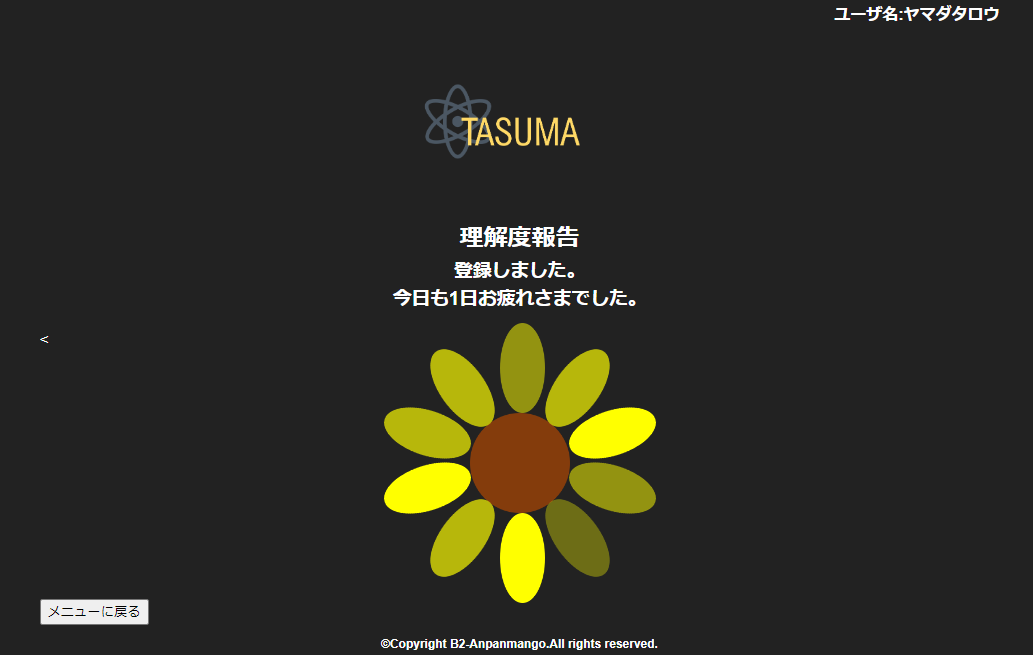 ユーザ名:ヤマダタロウ
TASUMA
理解度報告
登録しました。
今日も1日お疲れさまでした。
<
メニューに戻る
©Copyright B2-Anpanmango.All rights reserved.